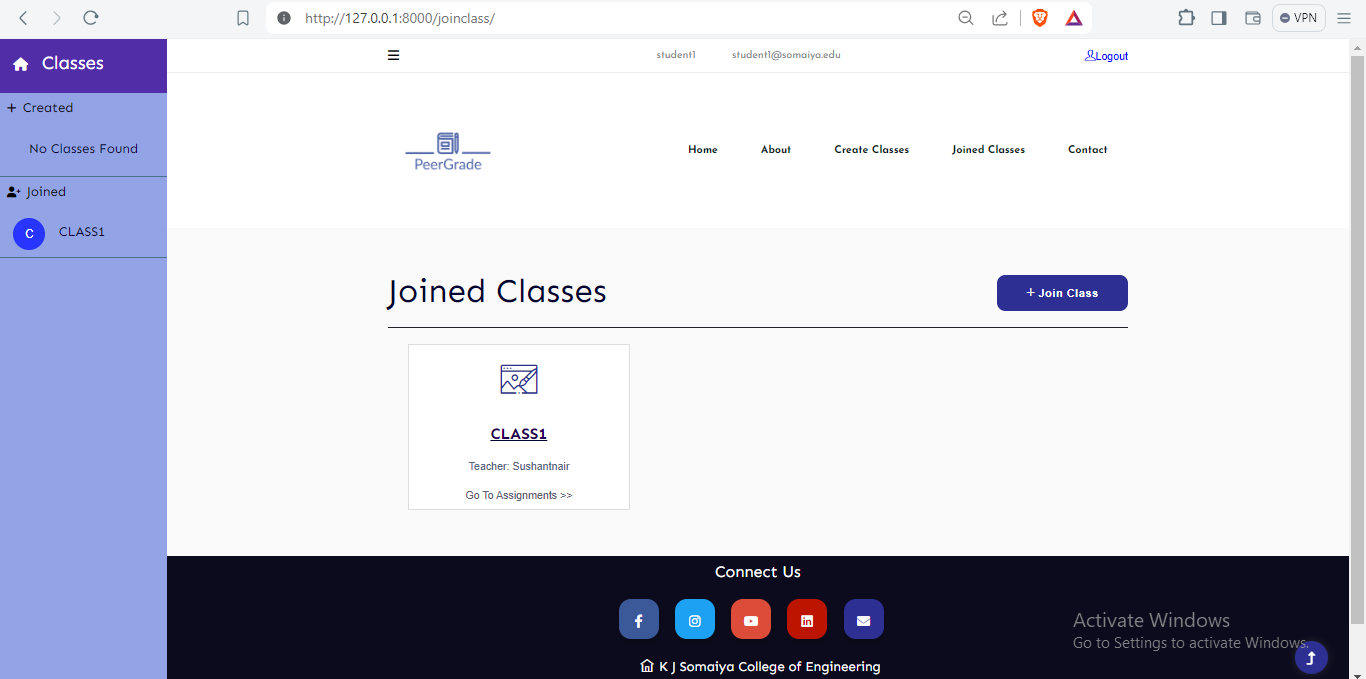 http://127.0.0.1:8000/joinclass/
VPN
Classes
Created
No Classes Found
Joined
C CLASS1
student1 student1@somaiya.edu Logout
PeerGrade
Home About Create Classes Joined Classes Contact
Joined Classes
+ Join Class
CLASS1
Teacher: Sushantnair
Go To Assignments >>
Connect Us
K J Somaiya College of Engineering
Activate Windows
Go to Settings to activate Windows.